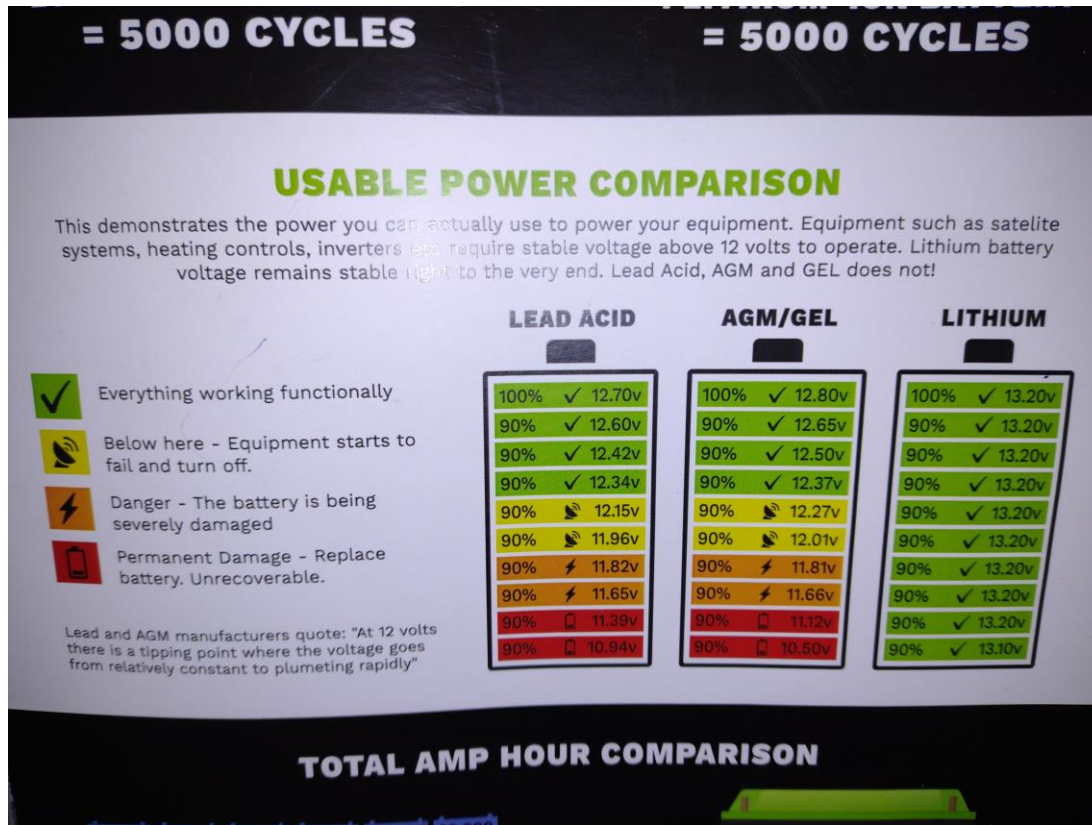 = 5000 CYCLES
= 5000 CYCLES
USABLE POWER COMPARISON
This demonstrates the power you can actually use to power your equipment. Equipment such as satelite
systems, heating controls, inverters etc require stable voltage above 12 volts to operate. Lithium battery
voltage remains stable right to the very end. Lead Acid, AGM and GEL does not!
Everything working functionally
Below here - Equipment starts to
fail and turn off.
Danger - The battery is being
severely damaged
Permanent Damage - Replace
battery. Unrecoverable.
Lead and AGM manufacturers quote: "At 12 volts
there is a tipping point where the voltage goes
from relatively constant to plumeting rapidly"
LEAD ACID
100% ✓ 12.70v
90% ✓ 12.60v
90% ✓ 12.42v
90% ✓ 12.34v
90% 12.15v
90% 11.96v
90% 11.82v
90% 11.65v
90% 11.39v
90% 10.94v
AGM/GEL
100% ✓ 12.80v
90% ✓ 12.65v
90% ✓ 12.50v
90% ✓ 12.37v
90% 12.27v
90% 12.01v
90% 11.81v
90% 11.66v
90% 11.12v
90% 10.50v
LITHIUM
100% ✓ 13.20v
90% ✓ 13.20v
90% ✓ 13.20v
90% ✓ 13.20v
90% ✓ 13.20v
90% ✓ 13.20v
90% ✓ 13.20v
90% ✓ 13.20v
90% ✓ 13.20v
90% ✓ 13.10v
TOTAL AMP HOUR COMPARISON